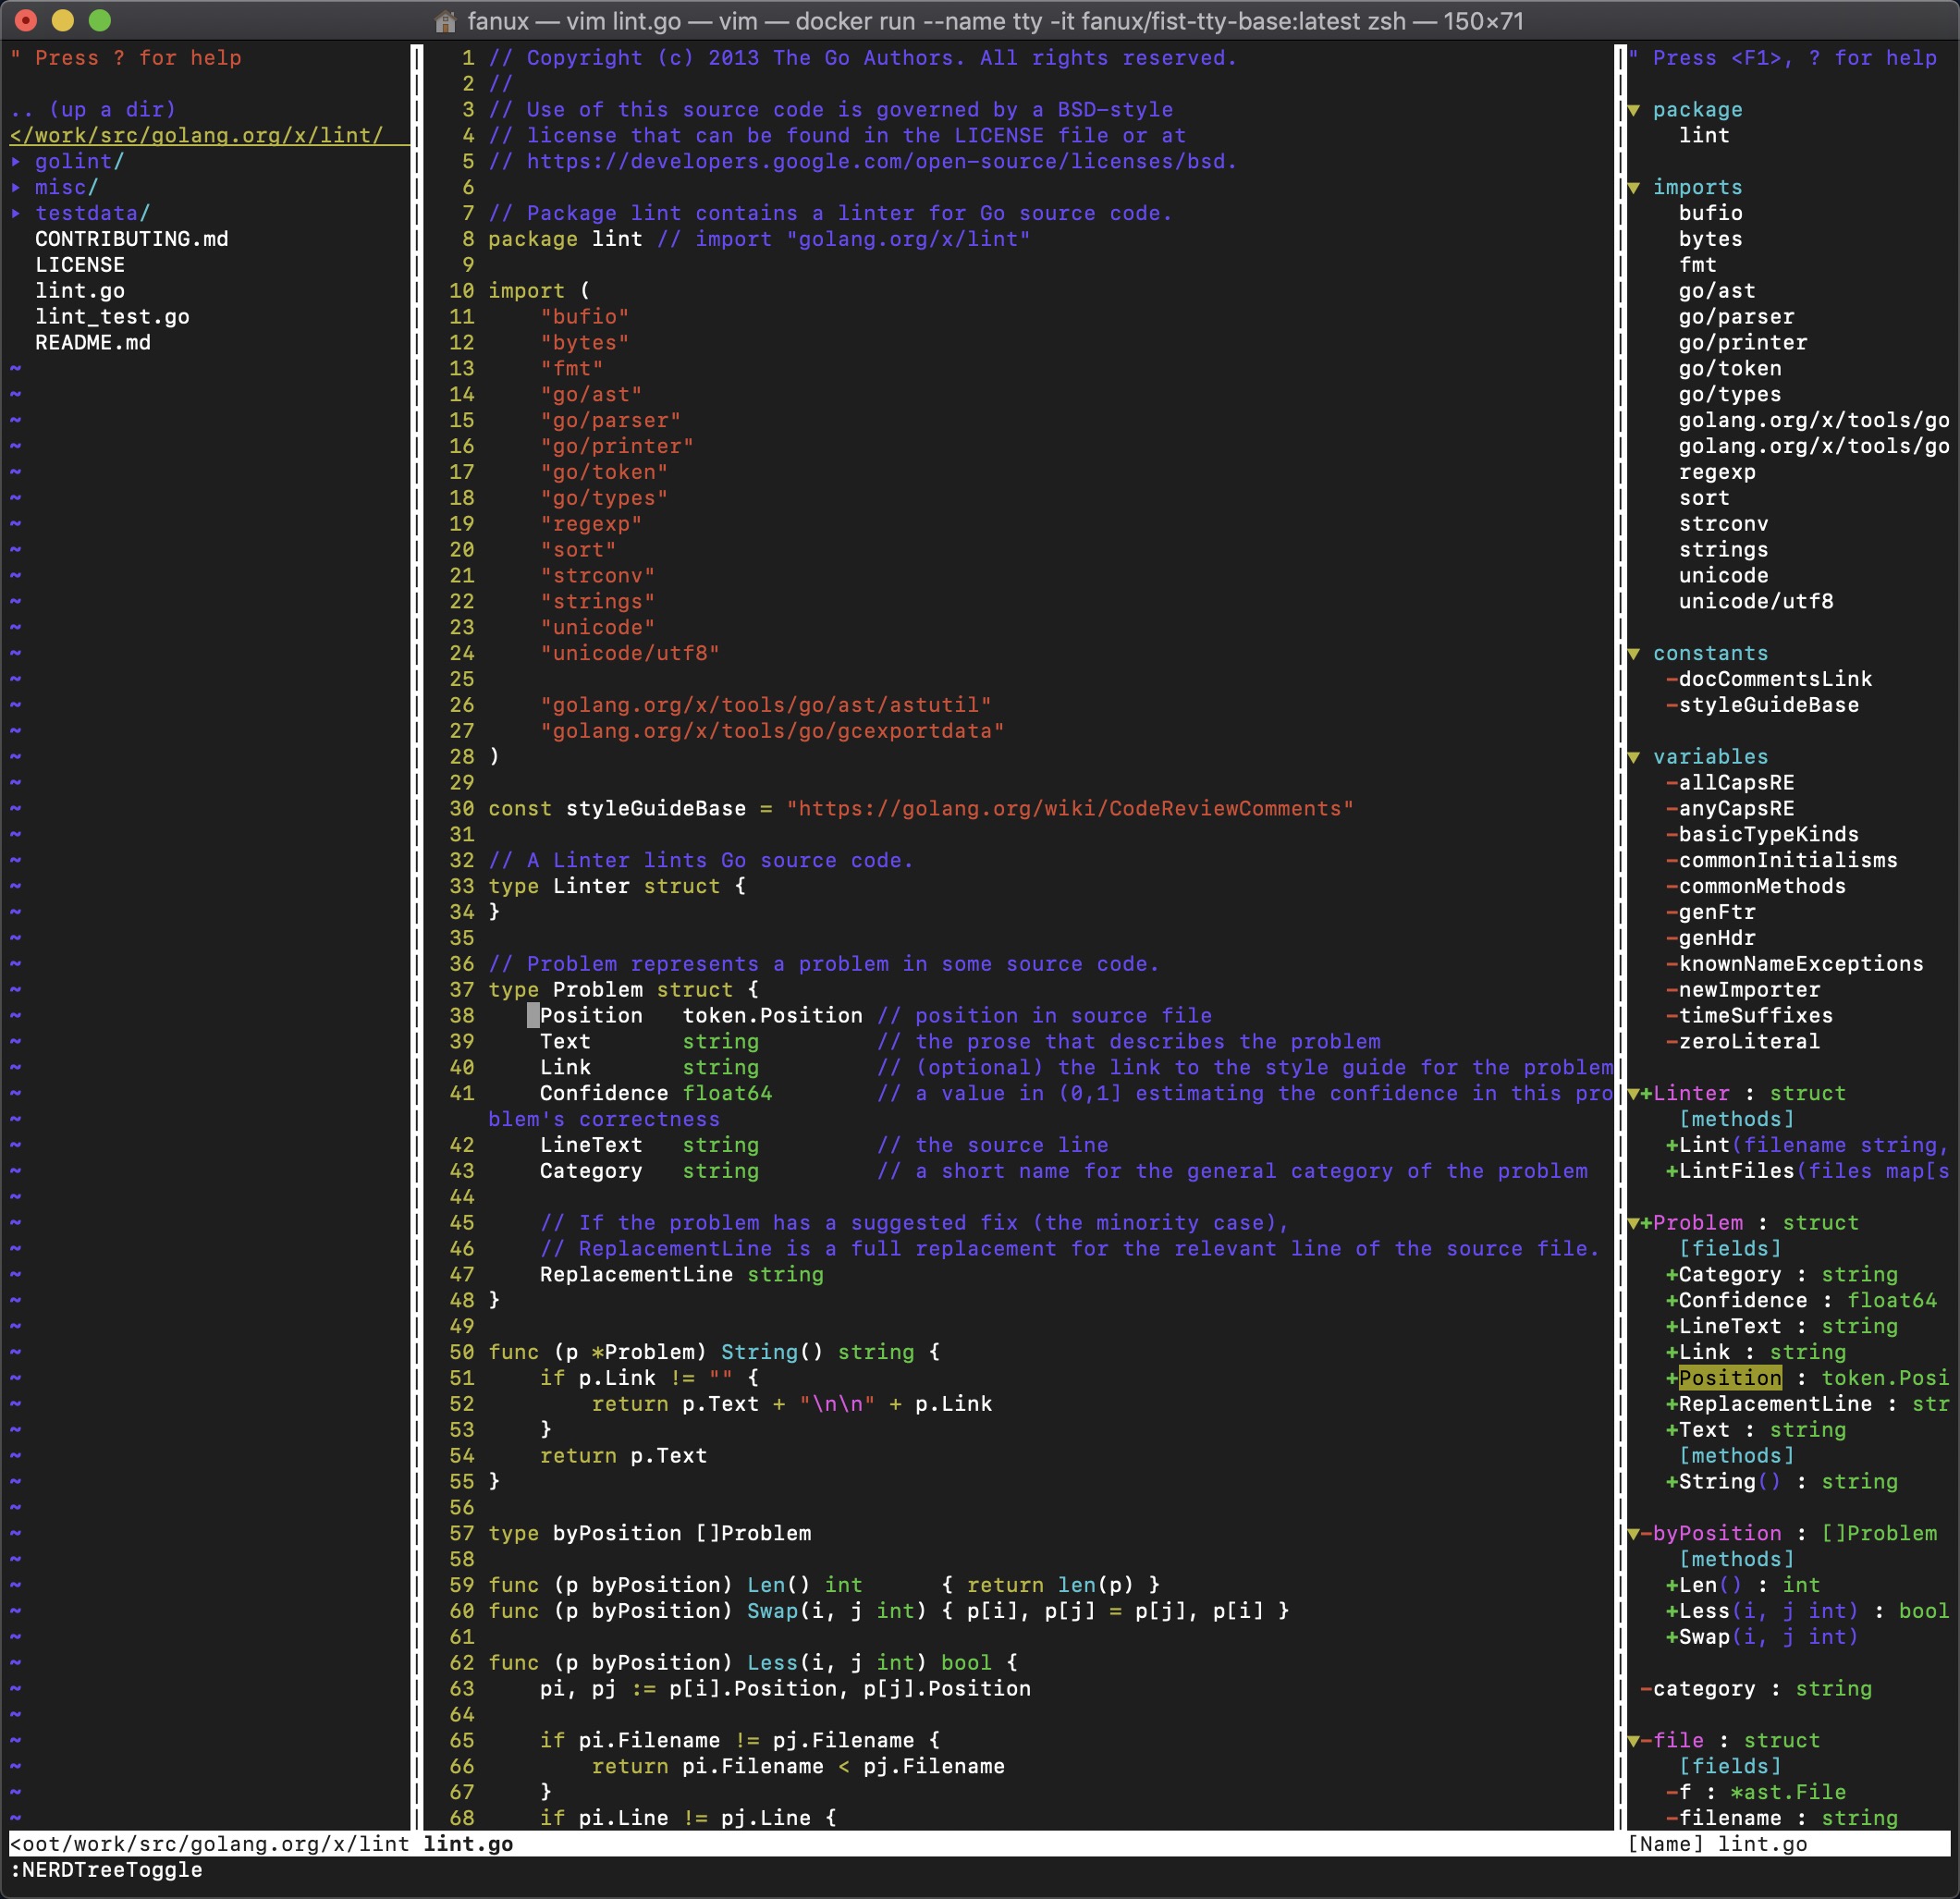 fanux — vim lint.go — vim — docker run --name tty -it fanux/fist-tty-base:latest zsh — 150×71
" Press ? for help
.. (up a dir)
</work/src/golang.org/x/lint/
▸ golint/
▸ misc/
▸ testdata/
CONTRIBUTING.md
LICENSE
lint.go
lint_test.go
README.md
1 // Copyright (c) 2013 The Go Authors. All rights reserved.
2 //
3 // Use of this source code is governed by a BSD-style
4 // license that can be found in the LICENSE file or at
5 // https://developers.google.com/open-source/licenses/bsd.
6
7 // Package lint contains a linter for Go source code.
8 package lint // import "golang.org/x/lint"
9
10 import (
11     "bufio"
12     "bytes"
13     "fmt"
14     "go/ast"
15     "go/parser"
16     "go/printer"
17     "go/token"
18     "go/types"
19     "regexp"
20     "sort"
21     "strconv"
22     "strings"
23     "unicode"
24     "unicode/utf8"
25
26     "golang.org/x/tools/go/ast/astutil"
27     "golang.org/x/tools/go/gcexportdata"
28 )
29
30 const styleGuideBase = "https://golang.org/wiki/CodeReviewComments"
31
32 // A Linter lints Go source code.
33 type Linter struct {
34 }
35
36 // Problem represents a problem in some source code.
37 type Problem struct {
38     Position   token.Position // position in source file
39     Text       string         // the prose that describes the problem
40     Link       string         // (optional) the link to the style guide for the problem
41     Confidence float64        // a value in (0,1] estimating the confidence in this pro
blem's correctness
42     LineText   string         // the source line
43     Category   string         // a short name for the general category of the problem
44
45     // If the problem has a suggested fix (the minority case),
46     // ReplacementLine is a full replacement for the relevant line of the source file.
47     ReplacementLine string
48 }
49
50 func (p *Problem) String() string {
51     if p.Link != "" {
52         return p.Text + "\n\n" + p.Link
53     }
54     return p.Text
55 }
56
57 type byPosition []Problem
58
59 func (p byPosition) Len() int      { return len(p) }
60 func (p byPosition) Swap(i, j int) { p[i], p[j] = p[j], p[i] }
61
62 func (p byPosition) Less(i, j int) bool {
63     pi, pj := p[i].Position, p[j].Position
64
65     if pi.Filename != pj.Filename {
66         return pi.Filename < pj.Filename
67     }
68     if pi.Line != pj.Line {
" Press <F1>, ? for help
▼ package
lint
▼ imports
bufio
bytes
fmt
go/ast
go/parser
go/printer
go/token
go/types
golang.org/x/tools/go
golang.org/x/tools/go
regexp
sort
strconv
strings
unicode
unicode/utf8
▼ constants
-docCommentsLink
-styleGuideBase
▼ variables
-allCapsRE
-anyCapsRE
-basicTypeKinds
-commonInitialisms
-commonMethods
-genFtr
-genHdr
-knownNameExceptions
-newImporter
-timeSuffixes
-zeroLiteral
▼+Linter : struct
[methods]
+Lint(filename string,
+LintFiles(files map[s
▼+Problem : struct
[fields]
+Category : string
+Confidence : float64
+LineText : string
+Link : string
+Position : token.Posi
+ReplacementLine : str
+Text : string
[methods]
+String() : string
▼-byPosition : []Problem
[methods]
+Len() : int
+Less(i, j int) : bool
+Swap(i, j int)
-category : string
▼-file : struct
[fields]
-f : *ast.File
-filename : string
<oot/work/src/golang.org/x/lint lint.go [Name] lint.go
:NERDTreeToggle